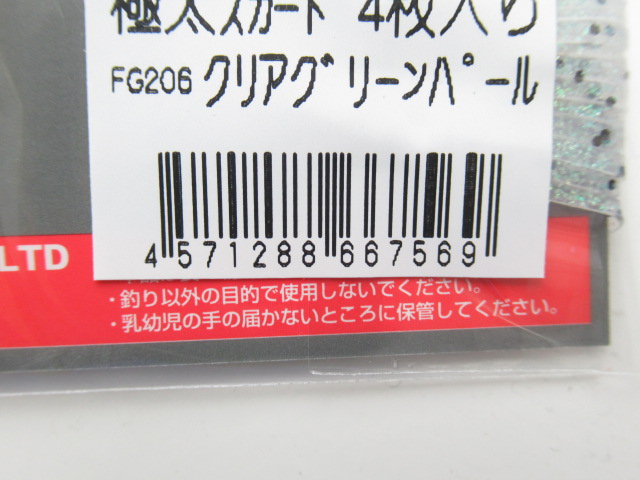 極太スカート 4枚入り
FG206 クリアグリーンパール
4 571288 667569
LTD
・釣り以外の目的で使用しないでください。
・乳幼児の手の届かないところに保管してください。